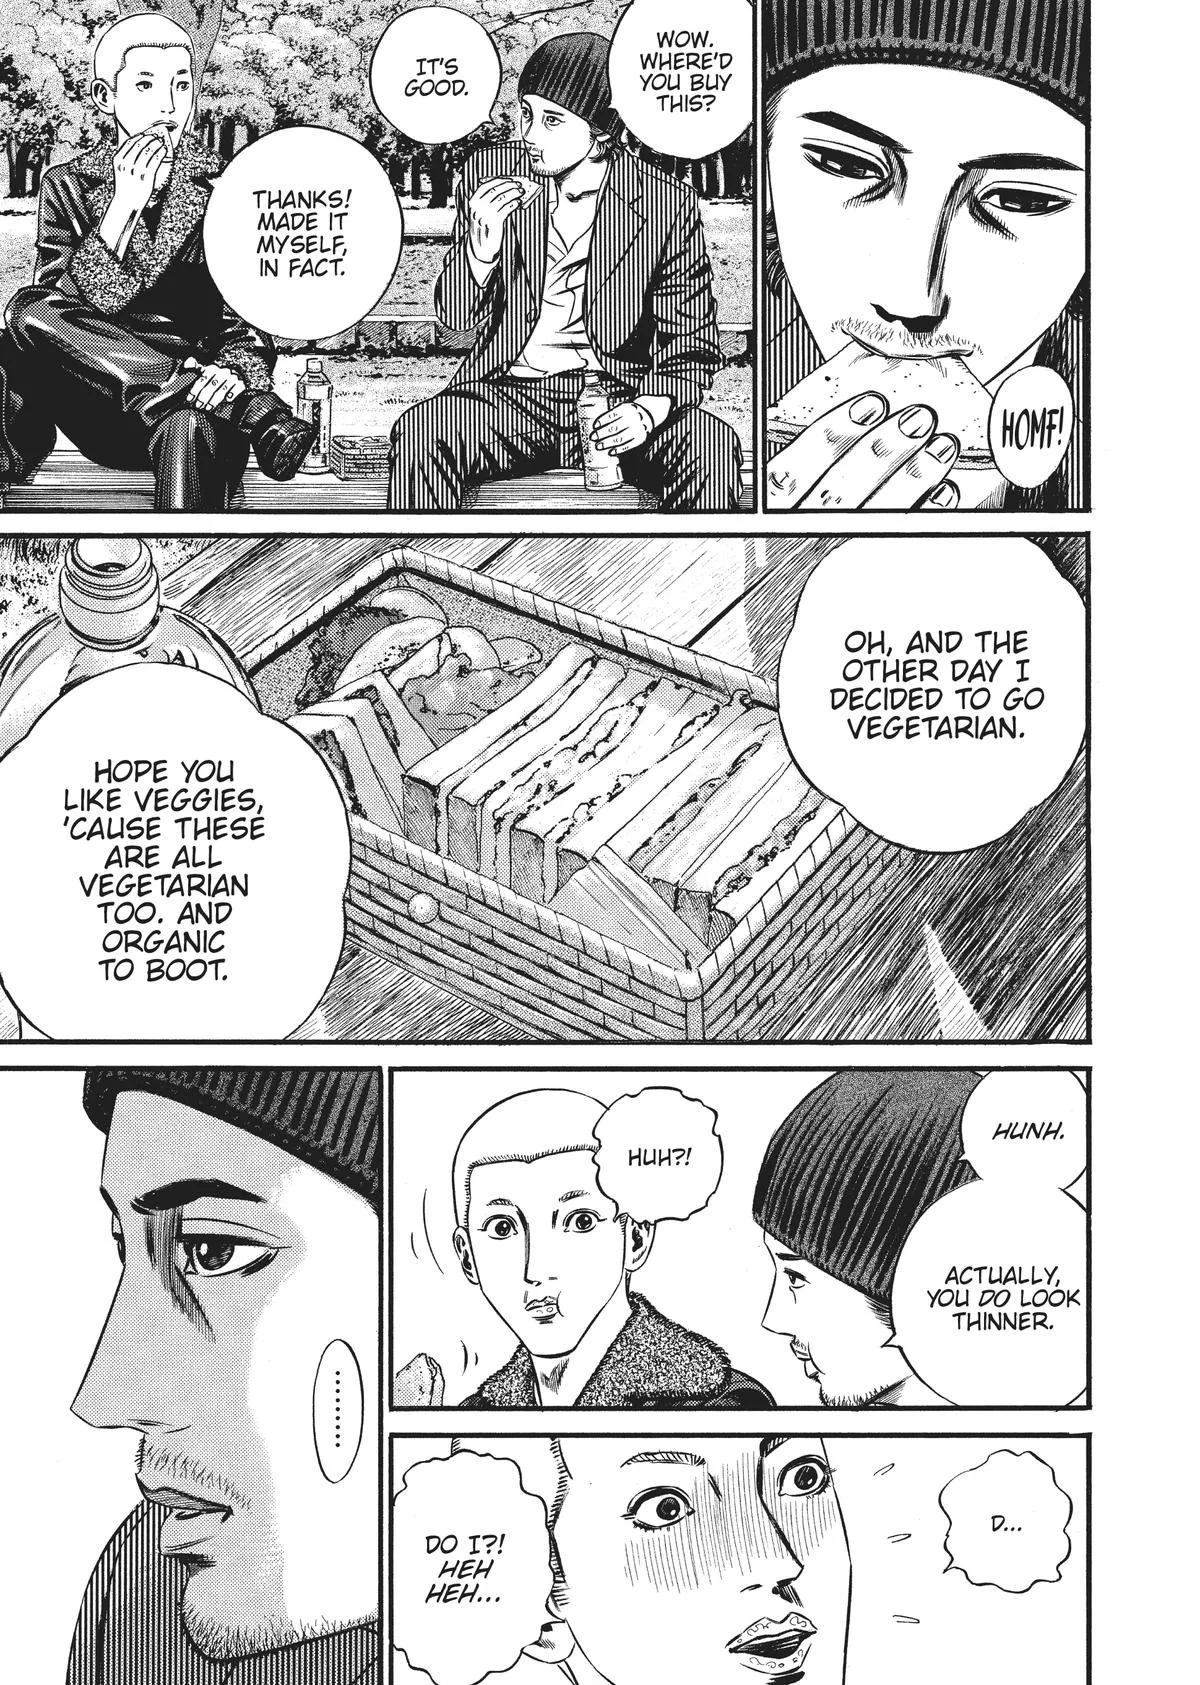 HOMF!
WOW.
WHERE'D
YOU BUY
THIS?
IT'S
GOOD.
THANKS!
MADE IT
MYSELF,
IN FACT.
OH, AND THE
OTHER DAY I
DECIDED TO GO
VEGETARIAN.
HOPE YOU
LIKE VEGGIES,
'CAUSE THESE
ARE ALL
VEGETARIAN
TOO. AND
ORGANIC
TO BOOT.
HUNH.
ACTUALLY,
YOU DO LOOK
THINNER.
HUH?!
D...
DO I?!
HEH
HEH...
.........